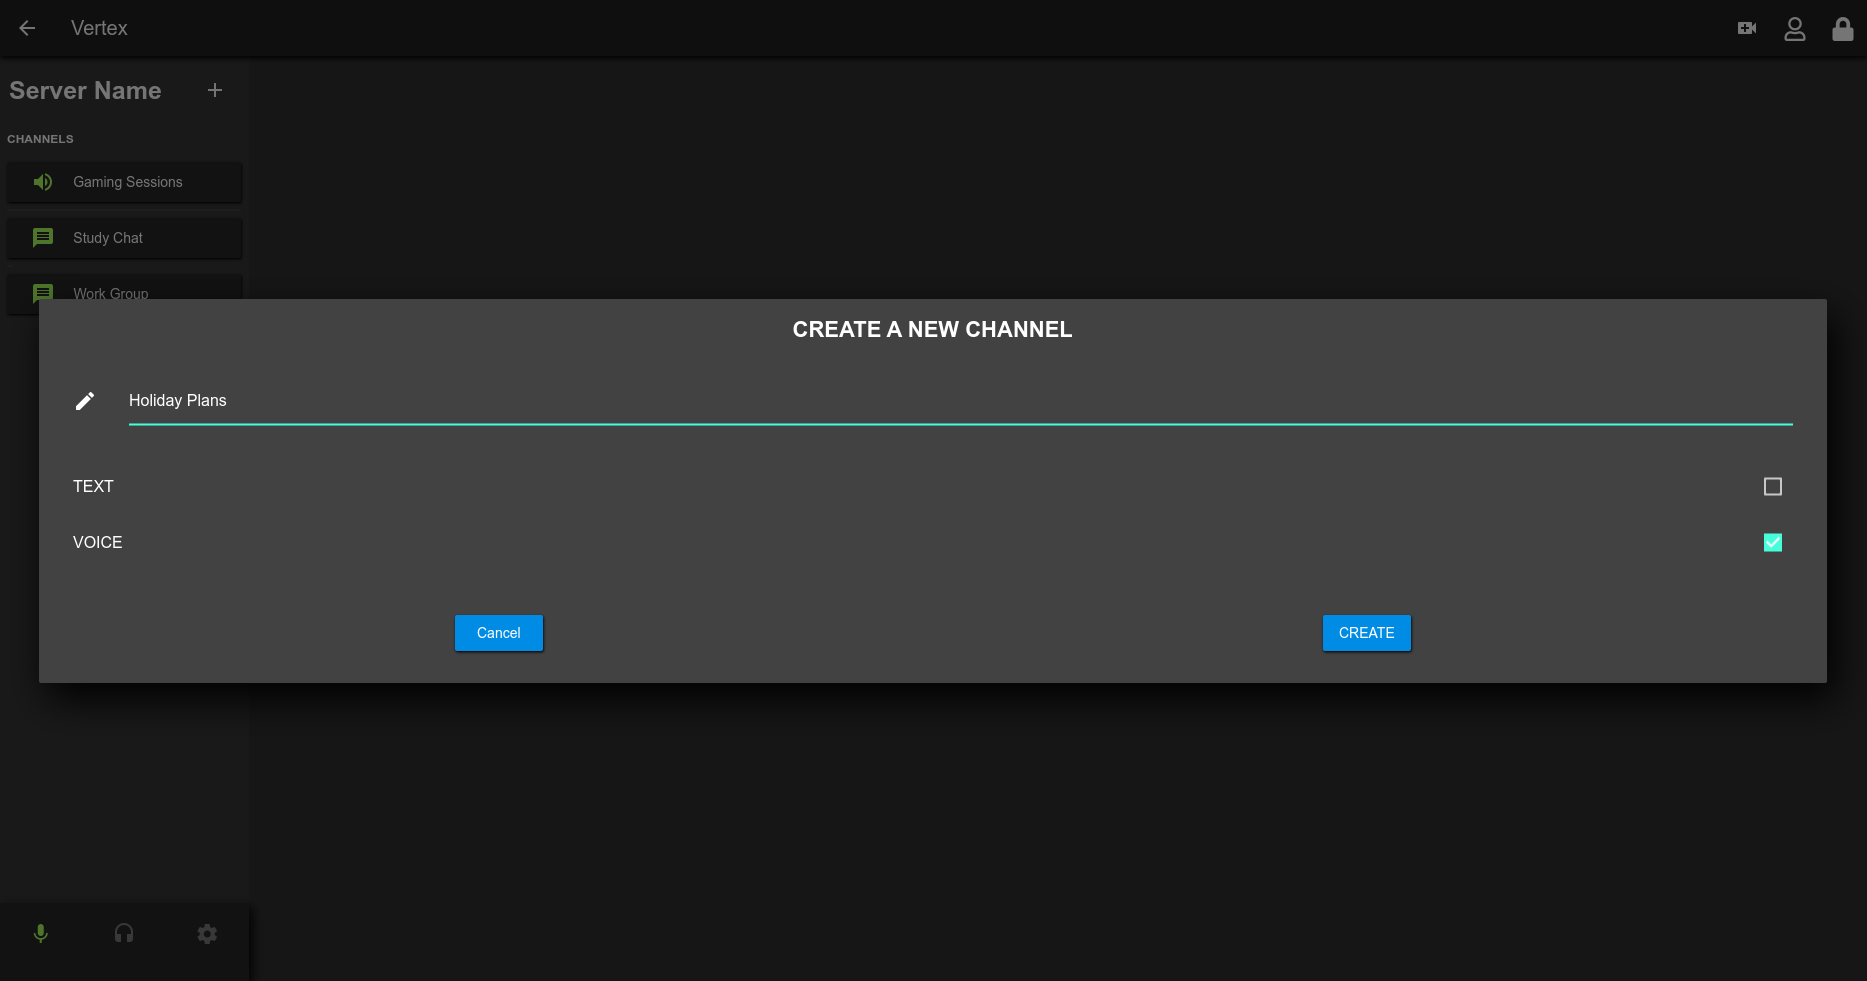 Vertex
Server Name
CHANNELS
Gaming Sessions
Study Chat
Work Group
CREATE A NEW CHANNEL
Holiday Plans
TEXT
VOICE
Cancel
CREATE